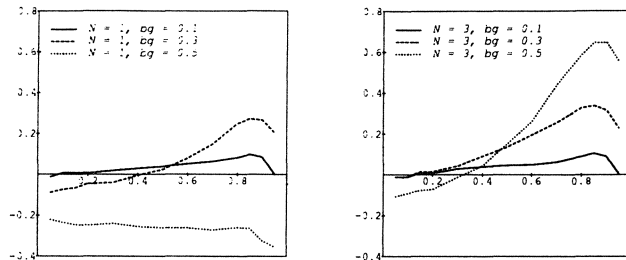 0.8
N = 1, bg = 0.1
N = 1, bg = 0.3
N = 1, bg = 0.5
0.6
0.4
0.2
0.2 0.4 0.6 0.8
-0.2
-0.4
0.8
N = 3, bg = 0.1
N = 3, bg = 0.3
N = 3, bg = 0.5
0.6
0.4
0.2
0.2 0.4 0.6 0.8
-0.2
-0.4